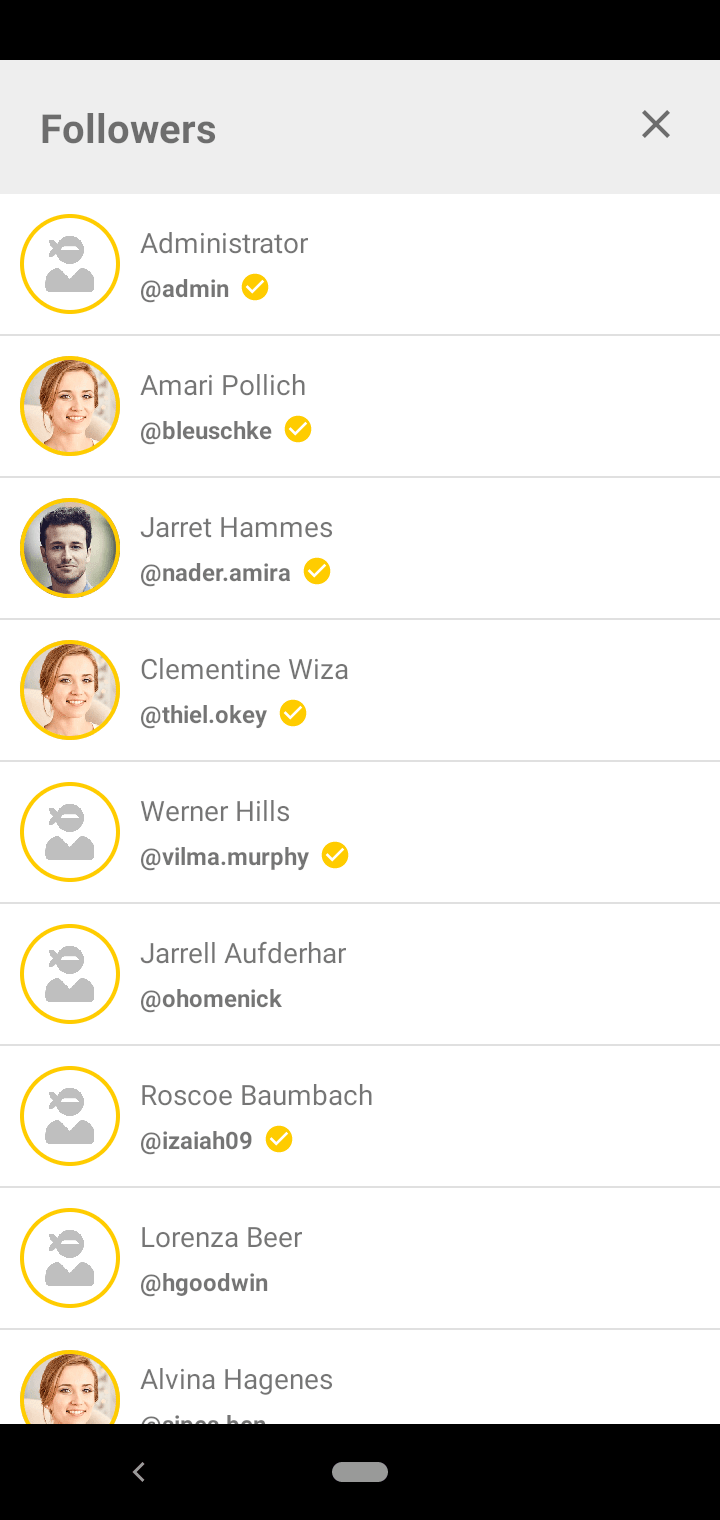 Followers
Administrator
@admin
Amari Pollich
@bleuschke
Jarret Hammes
@nader.amira
Clementine Wiza
@thiel.okey
Werner Hills
@vilma.murphy
Jarrell Aufderhar
@ohomenick
Roscoe Baumbach
@izaiah09
Lorenza Beer
@hgoodwin
Alvina Hagenes